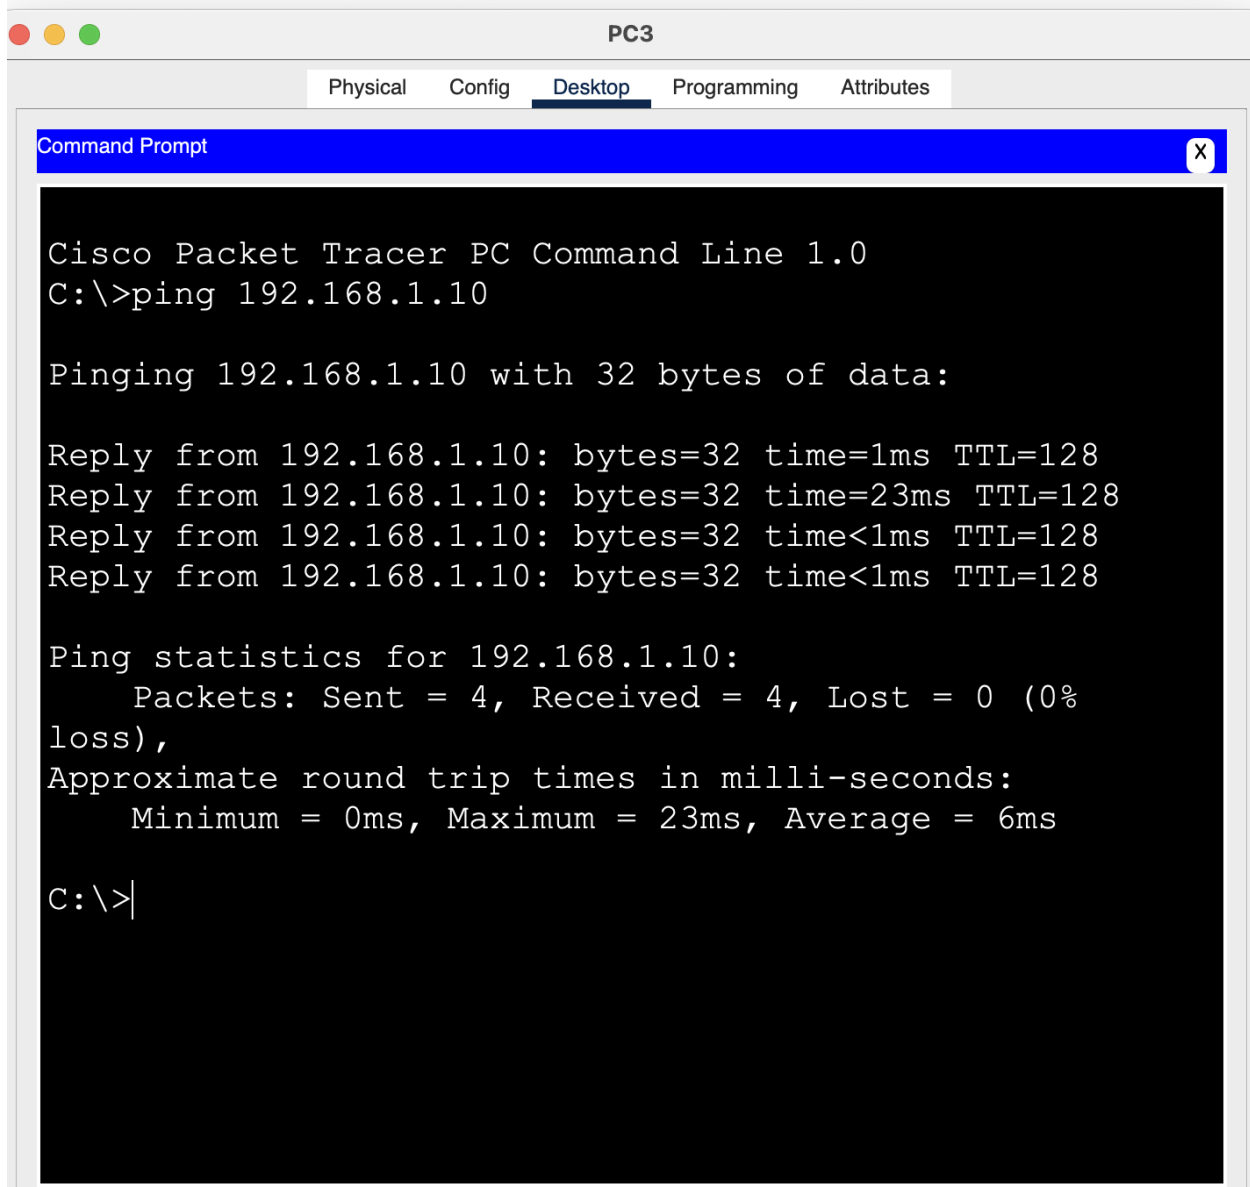 PC3
Physical Config Desktop Programming Attributes
Command Prompt
X
Cisco Packet Tracer PC Command Line 1.0
C:\>ping 192.168.1.10
Pinging 192.168.1.10 with 32 bytes of data:
Reply from 192.168.1.10: bytes=32 time=1ms TTL=128
Reply from 192.168.1.10: bytes=32 time=23ms TTL=128
Reply from 192.168.1.10: bytes=32 time<1ms TTL=128
Reply from 192.168.1.10: bytes=32 time<1ms TTL=128
Ping statistics for 192.168.1.10:
Packets: Sent = 4, Received = 4, Lost = 0 (0%
loss),
Approximate round trip times in milli-seconds:
Minimum = 0ms, Maximum = 23ms, Average = 6ms
C:\>